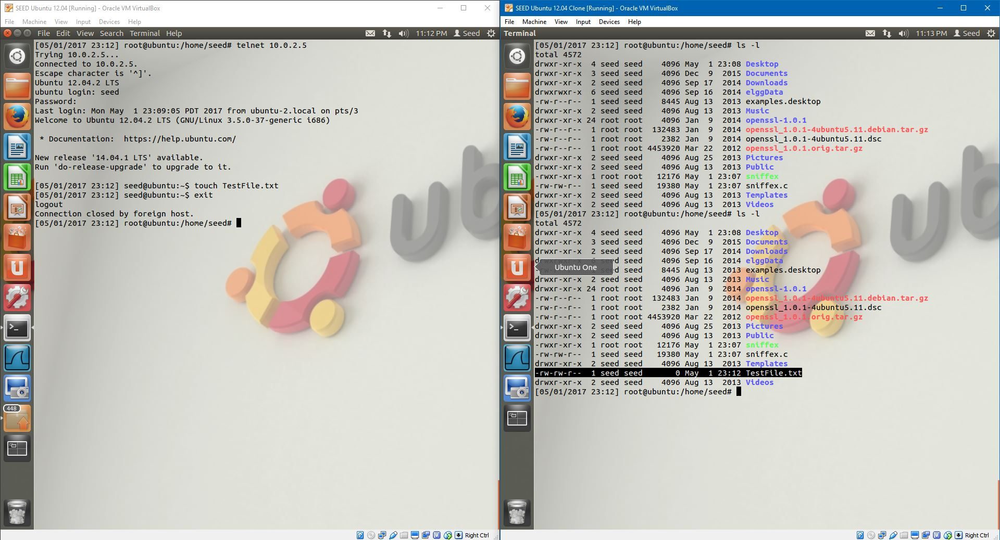 SEED Ubuntu 12.04 [Running] - Oracle VM VirtualBox
File Machine View Input Devices Help
File Edit View Search Terminal Help 11:12 PM Seed
[05/01/2017 23:12] root@ubuntu:/home/seed# telnet 10.0.2.5
Trying 10.0.2.5...
Connected to 10.0.2.5.
Escape character is '^]'.
Ubuntu 12.04.2 LTS
ubuntu login: seed
Password:
Last login: Mon May  1 23:09:05 PDT 2017 from ubuntu-2.local on pts/3
Welcome to Ubuntu 12.04.2 LTS (GNU/Linux 3.5.0-37-generic i686)
 * Documentation:  https://help.ubuntu.com/
New release '14.04.1 LTS' available.
Run 'do-release-upgrade' to upgrade to it.
[05/01/2017 23:12] seed@ubuntu:~$ touch TestFile.txt
[05/01/2017 23:12] seed@ubuntu:~$ exit
logout
Connection closed by foreign host.
[05/01/2017 23:12] root@ubuntu:/home/seed#
448
Right Ctrl
SEED Ubuntu 12.04 Clone [Running] - Oracle VM VirtualBox
File Machine View Input Devices Help
Terminal 11:13 PM Seed
[05/01/2017 23:12] root@ubuntu:/home/seed# ls -l
total 4572
drwxr-xr-x  4 seed seed    4096 May  1 23:08 Desktop
drwxr-xr-x  3 seed seed    4096 Dec  9  2015 Documents
drwxr-xr-x  2 seed seed    4096 Sep 17  2014 Downloads
drwxrwxr-x  6 seed seed    4096 Sep 16  2014 elggData
-rw-r--r--  1 seed seed    8445 Aug 13  2013 examples.desktop
drwxr-xr-x  2 seed seed    4096 Aug 13  2013 Music
drwxr-xr-x 24 root root    4096 Jan  9  2014 openssl-1.0.1
-rw-r--r--  1 root root  132483 Jan  9  2014 openssl_1.0.1-4ubuntu5.11.debian.tar.gz
-rw-r--r--  1 root root    2382 Jan  9  2014 openssl_1.0.1-4ubuntu5.11.dsc
-rw-r--r--  1 root root 4453920 Mar 22  2012 openssl_1.0.1.orig.tar.gz
drwxr-xr-x  2 seed seed    4096 Aug 25  2013 Pictures
drwxr-xr-x  2 seed seed    4096 Aug 13  2013 Public
-rwxr-xr-x  1 root root   12176 May  1 23:07 sniffex
-rw-rw-r--  1 seed seed   19380 May  1 23:07 sniffex.c
drwxr-xr-x  2 seed seed    4096 Aug 13  2013 Templates
drwxr-xr-x  2 seed seed    4096 Aug 13  2013 Videos
[05/01/2017 23:12] root@ubuntu:/home/seed# ls -l
total 4572
drwxr-xr-x  4 seed seed    4096 May  1 23:08 Desktop
drwxr-xr-x  3 seed seed    4096 Dec  9  2015 Documents
drwxr-xr-x  2 seed seed    4096 Sep 17  2014 Downloads
drwxrwxr-x  6 seed seed    4096 Sep 16  2014 elggData
Ubuntu One
8445 Aug 13  2013 examples.desktop
drwxr-xr-x  2 seed seed    4096 Aug 13  2013 Music
drwxr-xr-x 24 root root    4096 Jan  9  2014 openssl-1.0.1
-rw-r--r--  1 root root  132483 Jan  9  2014 openssl_1.0.1-4ubuntu5.11.debian.tar.gz
-rw-r--r--  1 root root    2382 Jan  9  2014 openssl_1.0.1-4ubuntu5.11.dsc
-rw-r--r--  1 root root 4453920 Mar 22  2012 openssl_1.0.1.orig.tar.gz
drwxr-xr-x  2 seed seed    4096 Aug 25  2013 Pictures
drwxr-xr-x  2 seed seed    4096 Aug 13  2013 Public
-rwxr-xr-x  1 root root   12176 May  1 23:07 sniffex
-rw-rw-r--  1 seed seed   19380 May  1 23:07 sniffex.c
drwxr-xr-x  2 seed seed    4096 Aug 13  2013 Templates
-rw-rw-r--  1 seed seed       0 May  1 23:12 TestFile.txt
drwxr-xr-x  2 seed seed    4096 Aug 13  2013 Videos
[05/01/2017 23:12] root@ubuntu:/home/seed#
Right Ctrl